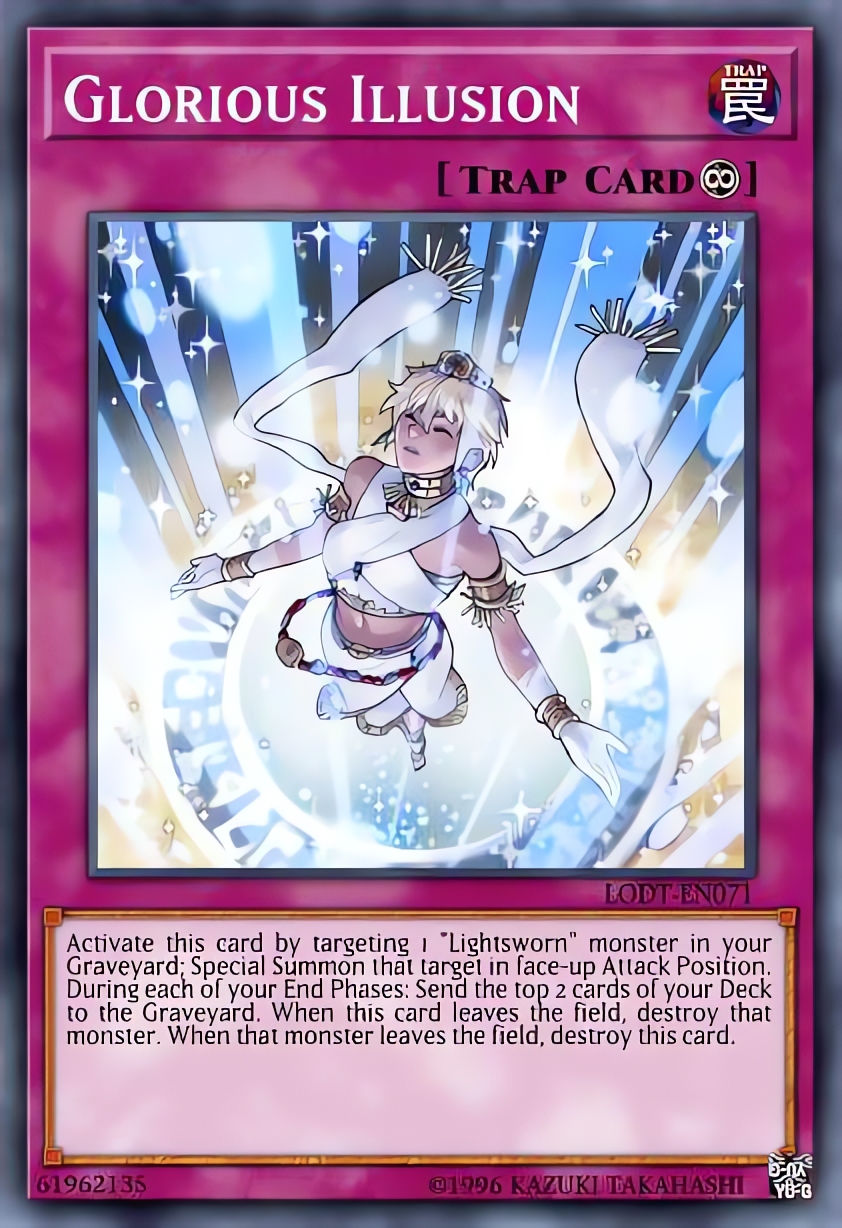 Glorious Illusion
TRAP
罠
[ Trap Card ]
LODT-EN071
Activate this card by targeting 1 "Lightsworn" monster in your
Graveyard; Special Summon that target in face-up Attack Position.
During each of your End Phases: Send the top 2 cards of your Deck
to the Graveyard. When this card leaves the field, destroy that
monster. When that monster leaves the field, destroy this card.
61962135
©1996 KAZUKI TAKAHASHI